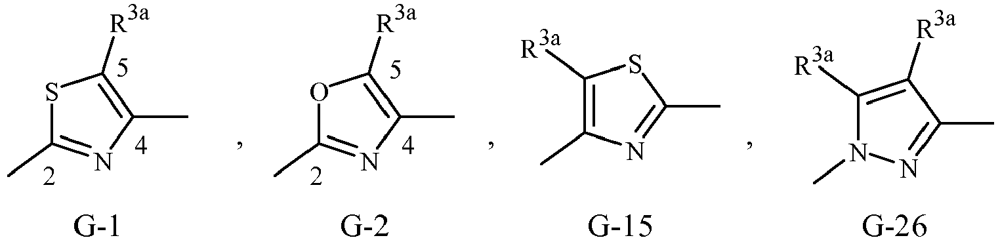 R3a R3a R3a R3a R3a
S 5 O 5 S
2 N 4 , 2 N 4 , N , N N
G-1 G-2 G-15 G-26